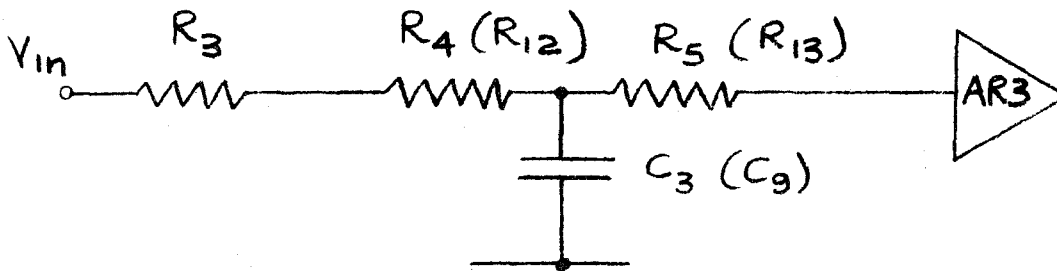 Vin
R3
R4 (R12)
R5 (R13)
AR3
C3 (C9)